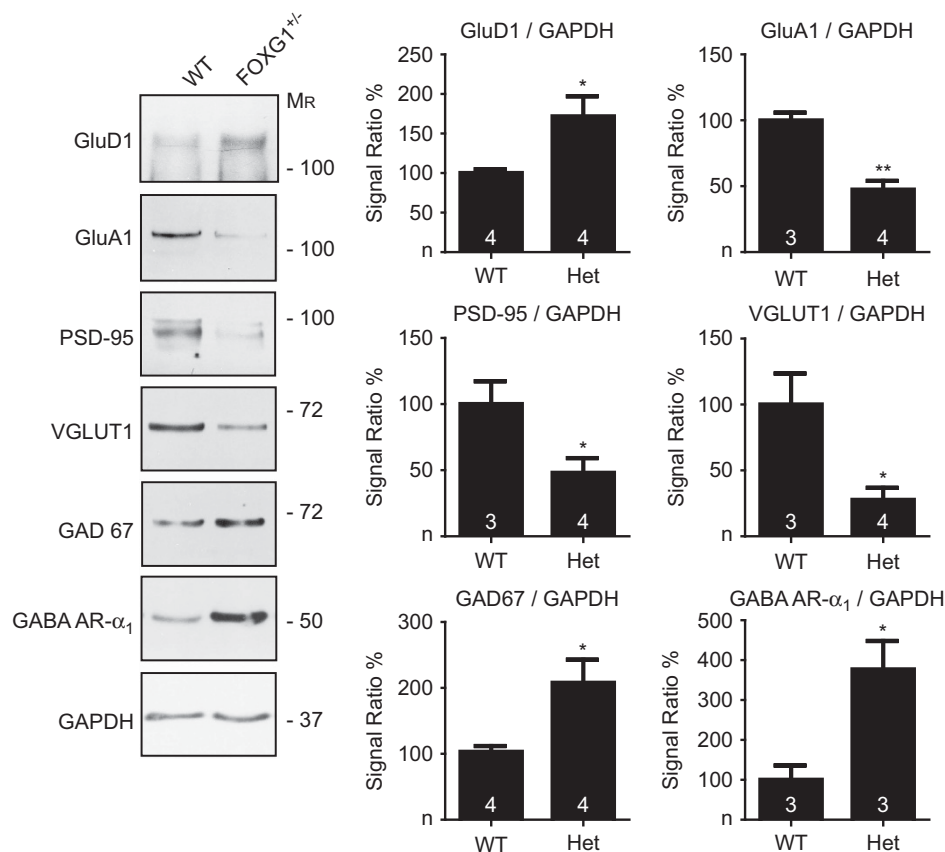 WT
FOXG1+/-
MR
GluD1
- 100
GluA1
- 100
PSD-95
- 100
VGLUT1
- 72
GAD 67
- 72
GABA AR-α1
- 50
GAPDH
- 37
GluD1 / GAPDH
Signal Ratio %
250
200
150
100
50
n
4
4
*
WT
Het
GluA1 / GAPDH
Signal Ratio %
150
100
50
n
3
4
**
WT
Het
PSD-95 / GAPDH
Signal Ratio %
150
100
50
n
3
4
*
WT
Het
VGLUT1 / GAPDH
Signal Ratio %
150
100
50
n
3
4
*
WT
Het
GAD67 / GAPDH
Signal Ratio %
300
200
100
n
4
4
*
WT
Het
GABA AR-α1 / GAPDH
Signal Ratio %
500
400
300
200
100
n
3
3
*
WT
Het